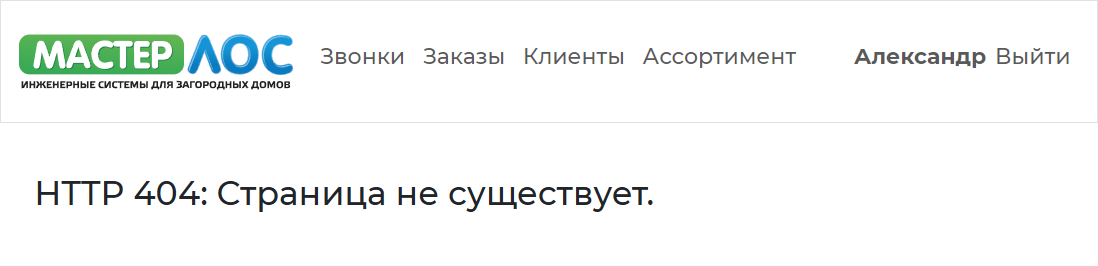 МАСТЕР ЛОС
ИНЖЕНЕРНЫЕ СИСТЕМЫ ДЛЯ ЗАГОРОДНЫХ ДОМОВ
Звонки Заказы Клиенты Ассортимент Александр Выйти
HTTP 404: Страница не существует.